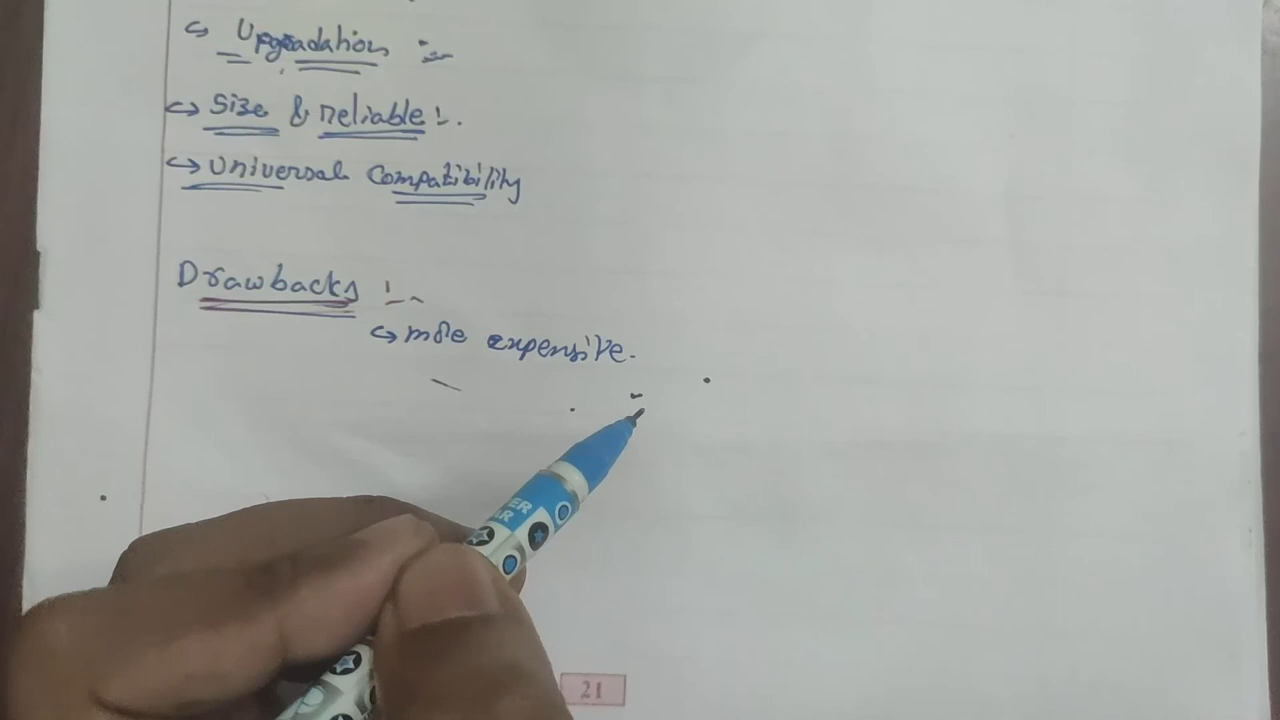 ↪ Upgradation :-
↪ Size & reliable :-
↪ Universal Compatibility
Drawbacks :-
↪ more expensive.
21